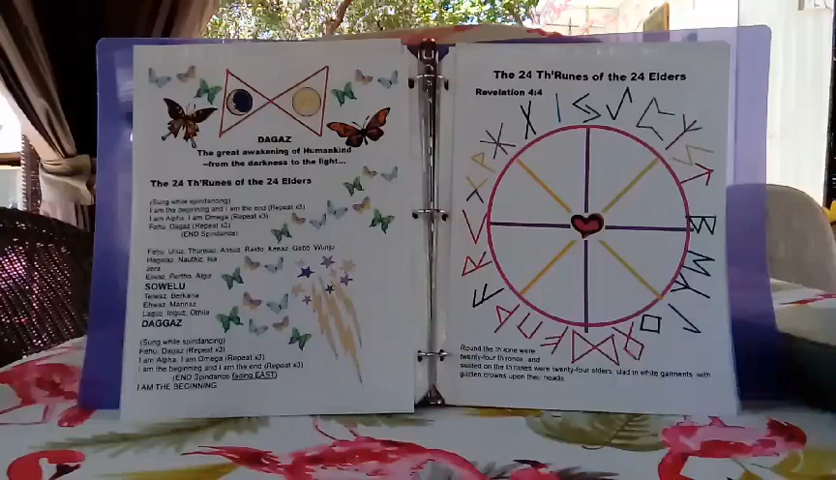 DAGAZ
The great awakening of Humankind
--from the darkness to the light...
The 24 Th'Runes of the 24 Elders
(Sung while spindancing)
I am the beginning and I am the end (Repeat x3)
I am Alpha, I am Omega (Repeat x3)
Fehu, Dagaz (Repeat x2)
(END Spindance)
Fehu, Uruz, Thurisaz, Ansuz, Raido, Kenaz, Gebo, Wunjo
Hagalaz, Nauthiz, Isa
Jera
Eiwaz, Perthro, Algiz
SOWELU
Teiwaz, Berkana
Ehwaz, Mannaz
Laguz, Inguz, Othila
DAGGAZ
(Sung while spindancing)
Fehu, Dagaz (Repeat x2)
I am Alpha, I am Omega (Repeat x3)
I am the beginning and I am the end (Repeat x3)
(END Spindance facing EAST)
I AM THE BEGINNING
The 24 Th'Runes of the 24 Elders
Revelation 4:4
Round the throne were
twenty-four thrones, and
seated on the thrones were twenty-four elders, clad in white garments, with
golden crowns upon their heads.